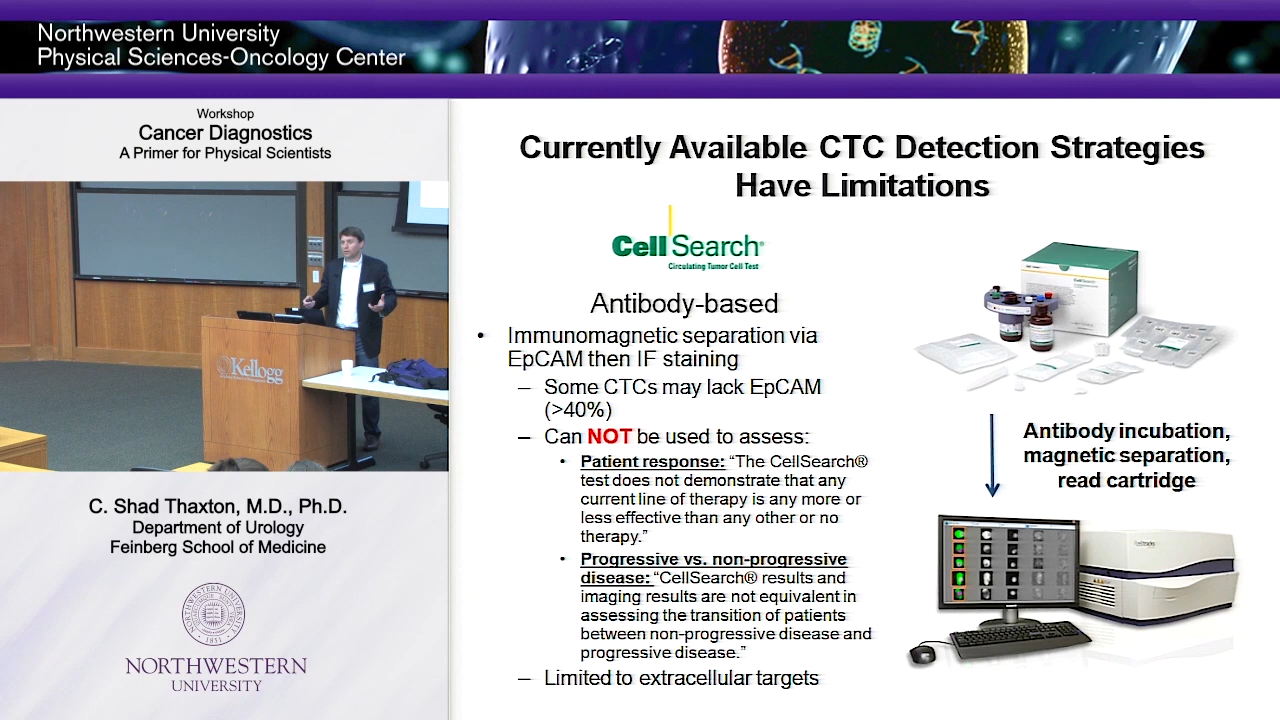 Northwestern University
Physical Sciences-Oncology Center
Workshop
Cancer Diagnostics
A Primer for Physical Scientists
Kellogg
C. Shad Thaxton, M.D., Ph.D.
Department of Urology
Feinberg School of Medicine
NORTHWESTERN
UNIVERSITY
1851
NORTHWESTERN
UNIVERSITY
Currently Available CTC Detection Strategies
Have Limitations
CellSearch®
Circulating Tumor Cell Test
Antibody-based
• Immunomagnetic separation via
EpCAM then IF staining
– Some CTCs may lack EpCAM
(>40%)
– Can NOT be used to assess:
• Patient response: “The CellSearch®
test does not demonstrate that any
current line of therapy is any more or
less effective than any other or no
therapy.”
• Progressive vs. non-progressive
disease: “CellSearch® results and
imaging results are not equivalent in
assessing the transition of patients
between non-progressive disease and
progressive disease.”
– Limited to extracellular targets
CellSearch
Antibody incubation,
magnetic separation,
read cartridge